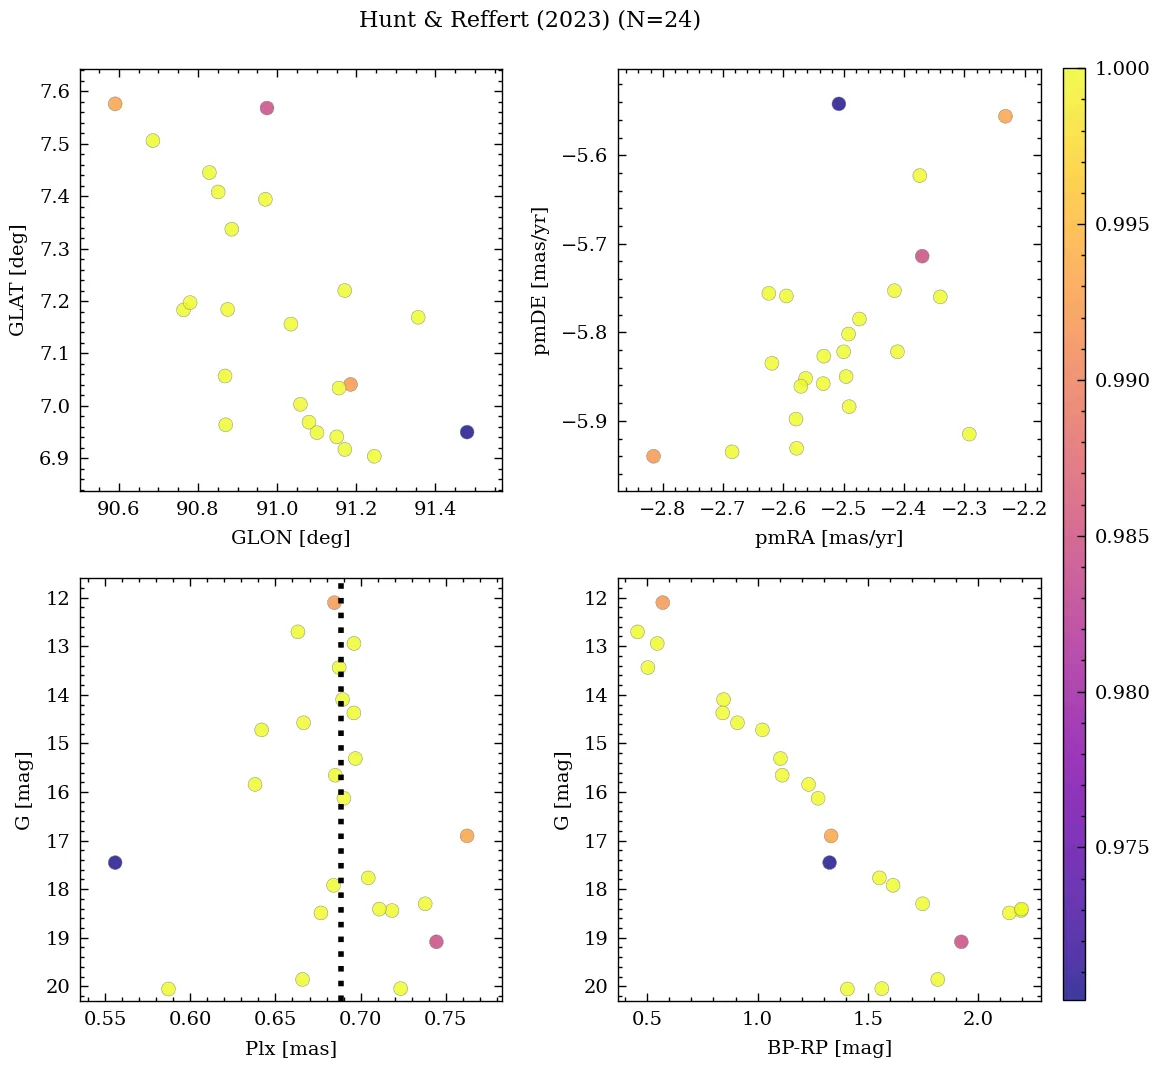 Hunt & Reffert (2023) (N=24)
7.6
7.5
7.4
7.3
7.2
7.1
7.0
6.9
GLAT [deg]
90.6 90.8 91.0 91.2 91.4
GLON [deg]
−5.6
−5.7
−5.8
−5.9
pmDE [mas/yr]
−2.8 −2.7 −2.6 −2.5 −2.4 −2.3 −2.2
pmRA [mas/yr]
12
13
14
15
16
17
18
19
20
G [mag]
0.55 0.60 0.65 0.70 0.75
Plx [mas]
12
13
14
15
16
17
18
19
20
G [mag]
0.5 1.0 1.5 2.0
BP-RP [mag]
1.000
0.995
0.990
0.985
0.980
0.975